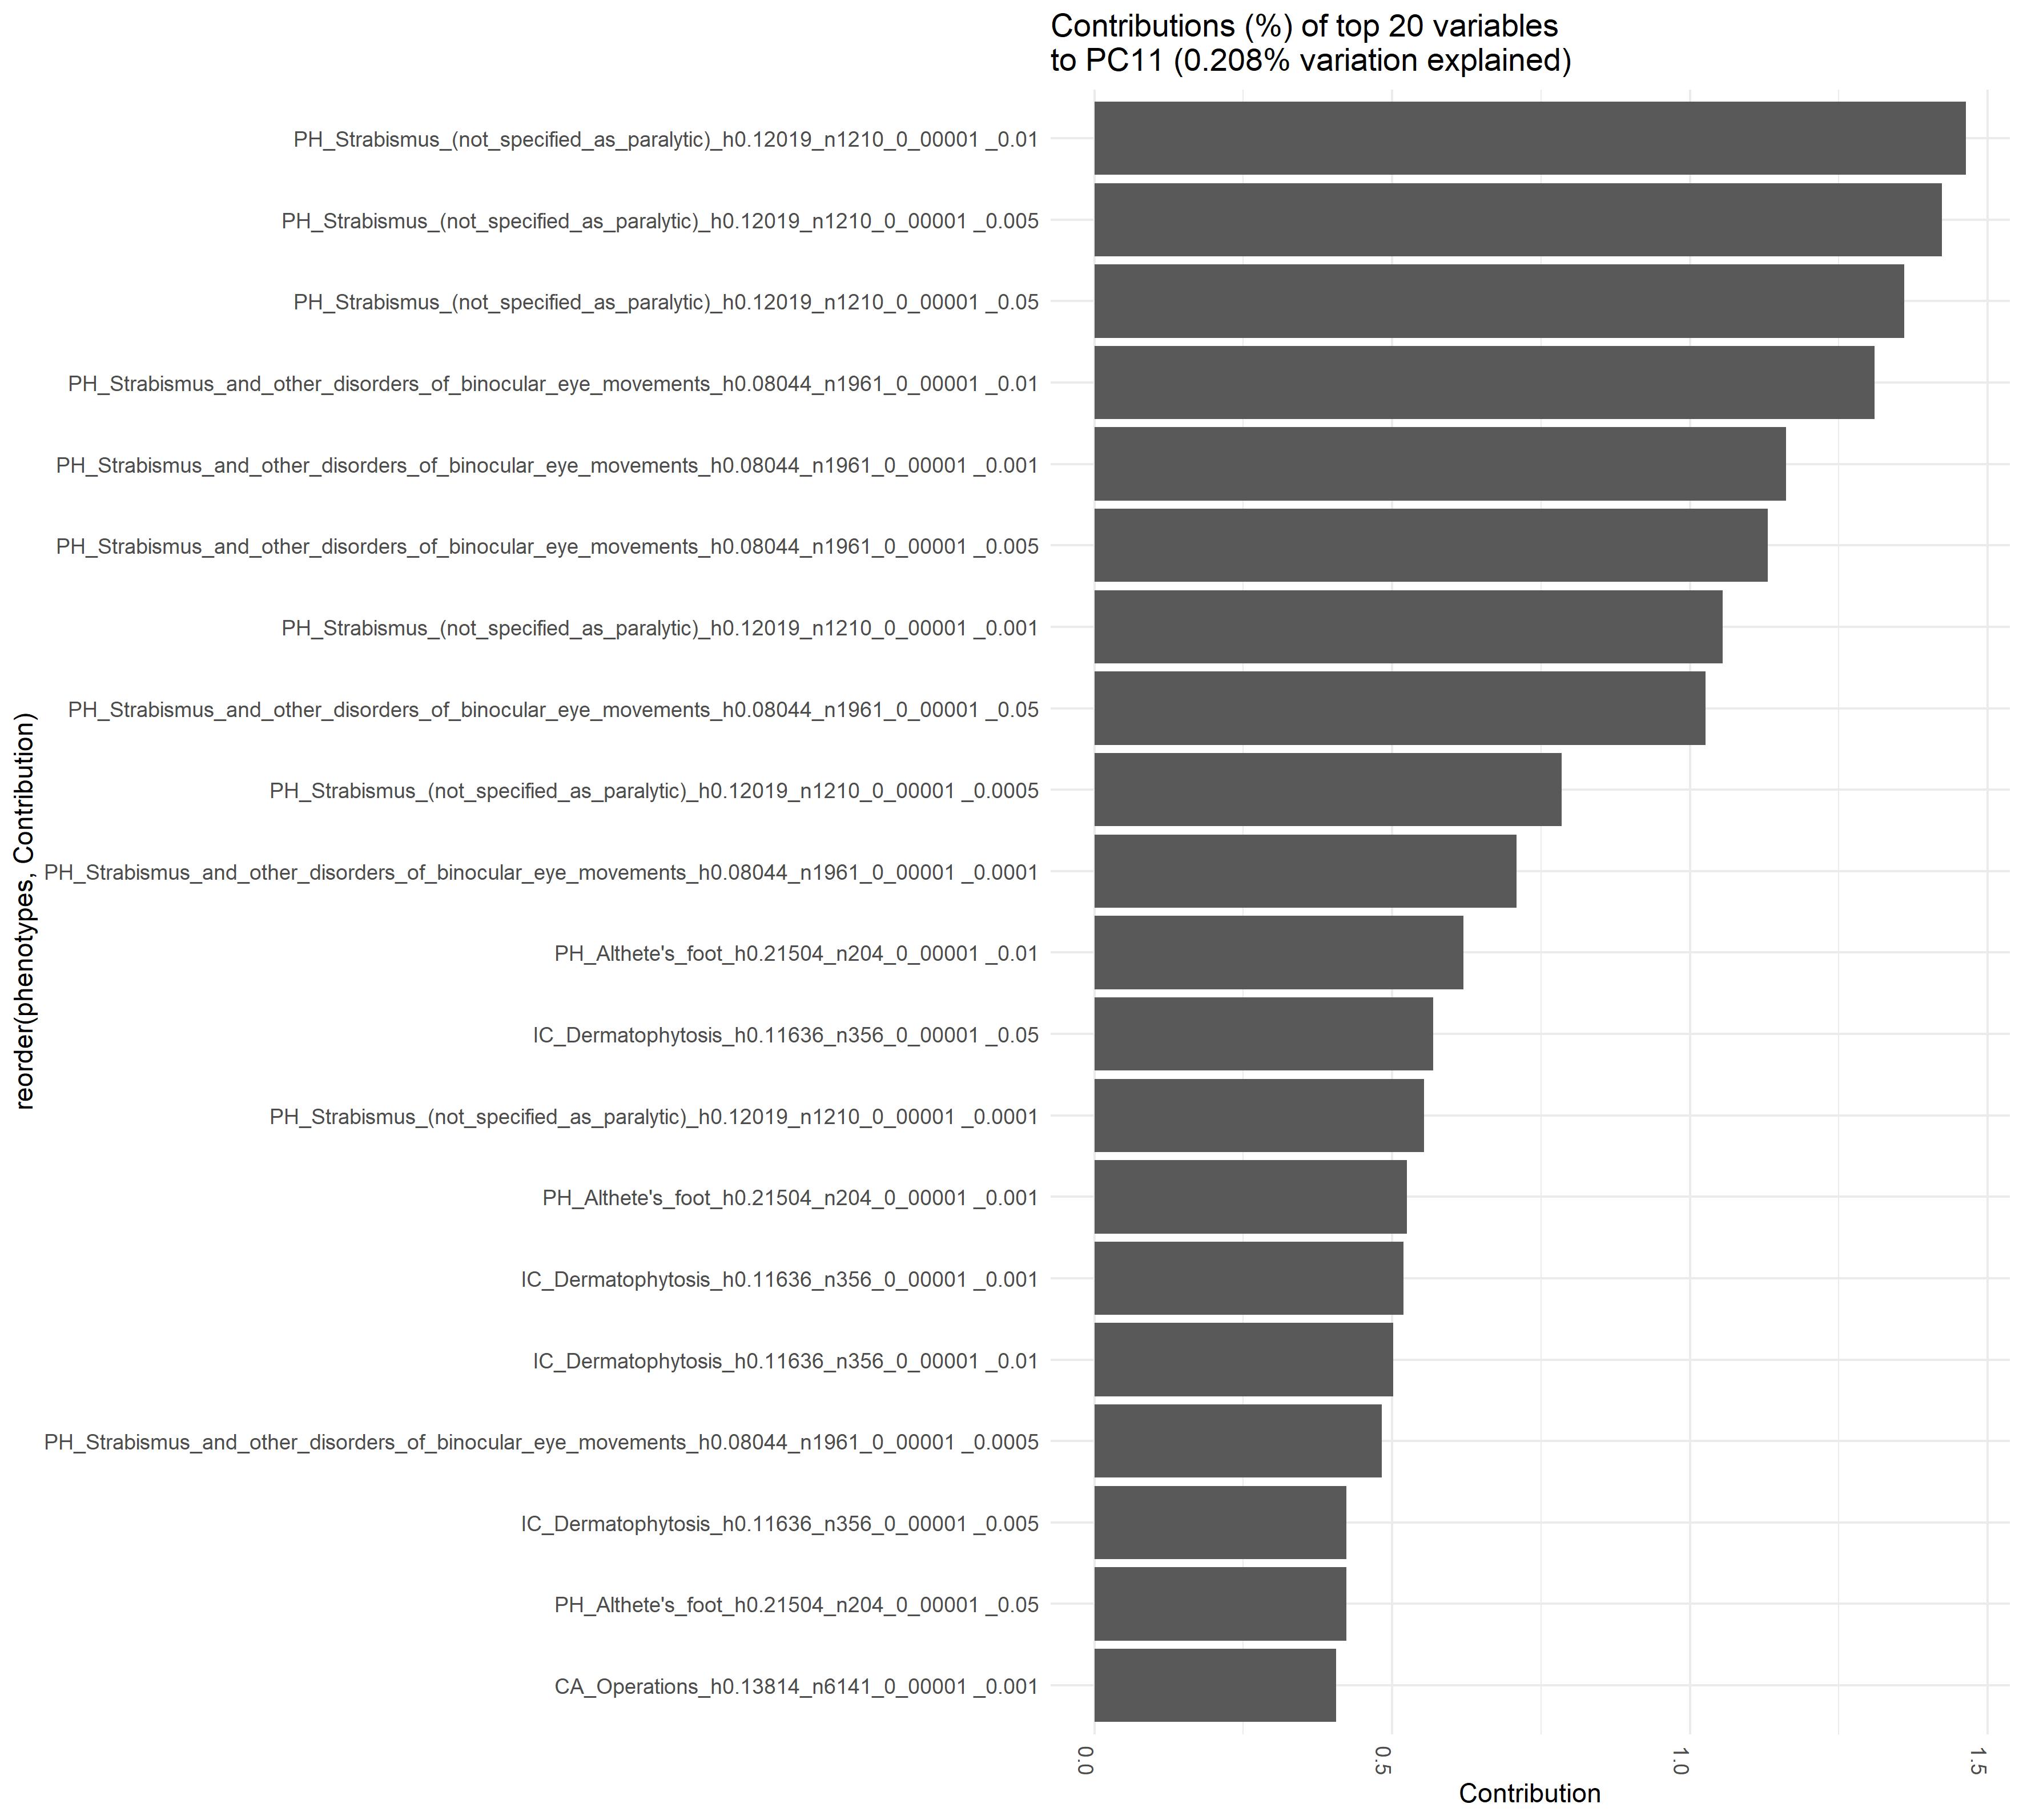 Contributions (%) of top 20 variables
to PC11 (0.208% variation explained)
PH_Strabismus_(not_specified_as_paralytic)_h0.12019_n1210_0_00001 _0.01
PH_Strabismus_(not_specified_as_paralytic)_h0.12019_n1210_0_00001 _0.005
PH_Strabismus_(not_specified_as_paralytic)_h0.12019_n1210_0_00001 _0.05
PH_Strabismus_and_other_disorders_of_binocular_eye_movements_h0.08044_n1961_0_00001 _0.01
PH_Strabismus_and_other_disorders_of_binocular_eye_movements_h0.08044_n1961_0_00001 _0.001
PH_Strabismus_and_other_disorders_of_binocular_eye_movements_h0.08044_n1961_0_00001 _0.005
PH_Strabismus_(not_specified_as_paralytic)_h0.12019_n1210_0_00001 _0.001
PH_Strabismus_and_other_disorders_of_binocular_eye_movements_h0.08044_n1961_0_00001 _0.05
PH_Strabismus_(not_specified_as_paralytic)_h0.12019_n1210_0_00001 _0.0005
PH_Strabismus_and_other_disorders_of_binocular_eye_movements_h0.08044_n1961_0_00001 _0.0001
PH_Althete's_foot_h0.21504_n204_0_00001 _0.01
IC_Dermatophytosis_h0.11636_n356_0_00001 _0.05
PH_Strabismus_(not_specified_as_paralytic)_h0.12019_n1210_0_00001 _0.0001
PH_Althete's_foot_h0.21504_n204_0_00001 _0.001
IC_Dermatophytosis_h0.11636_n356_0_00001 _0.001
IC_Dermatophytosis_h0.11636_n356_0_00001 _0.01
PH_Strabismus_and_other_disorders_of_binocular_eye_movements_h0.08044_n1961_0_00001 _0.0005
IC_Dermatophytosis_h0.11636_n356_0_00001 _0.005
PH_Althete's_foot_h0.21504_n204_0_00001 _0.05
CA_Operations_h0.13814_n6141_0_00001 _0.001
reorder(phenotypes, Contribution)
0.0
0.5
1.0
1.5
Contribution